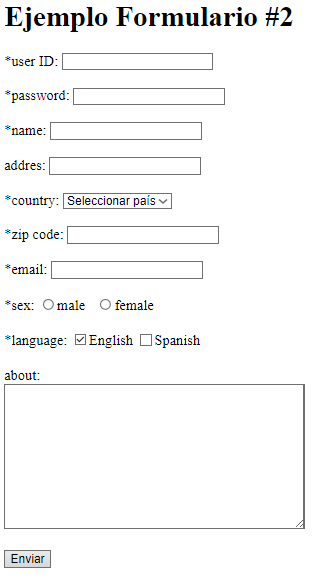 Ejemplo Formulario #2
*user ID:
*password:
*name:
addres:
*country: Seleccionar país
*zip code:
*email:
*sex: male female
*language: English Spanish
about:
Enviar